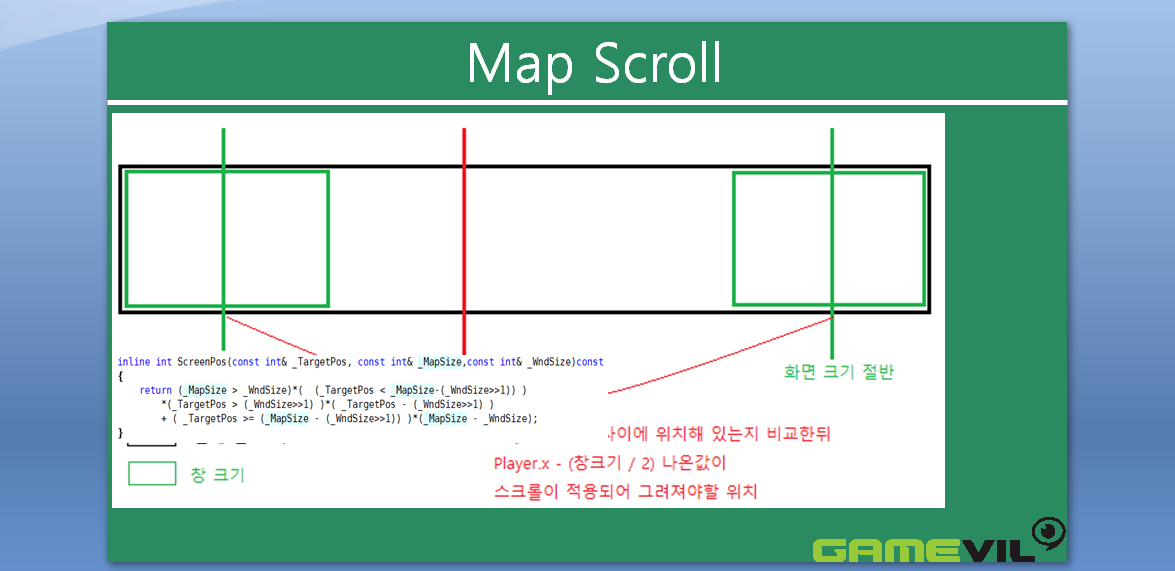 Map Scroll
화면 크기 절반
inline int ScreenPos(const int& _TargetPos, const int& _MapSize,const int& _WndSize)const
{
return (_MapSize > _WndSize)*( (_TargetPos < _MapSize-(_WndSize>>1)) )
*(_TargetPos > (_WndSize>>1) )*( _TargetPos - (_WndSize>>1) )
+ ( _TargetPos >= (_MapSize - (_WndSize>>1)) )*(_MapSize - _WndSize);
}
위치해 있는지 비교한뒤
Player.x - (창크기 / 2) 나온값이
스크롤이 적용되어 그려져야할 위치
창 크기
GAMEVIL